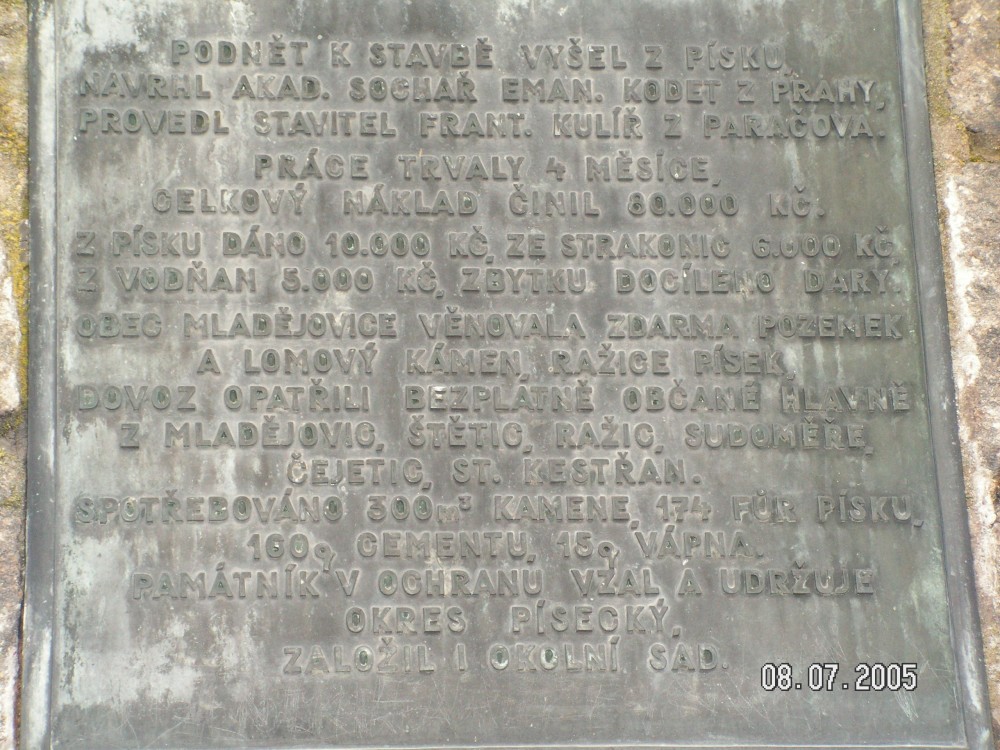 PODNĚT K STAVBĚ VYŠEL Z PÍSKU,
NAVRHL AKAD. SOCHAŘ EMAN. KODET Z PRAHY,
PROVEDL STAVITEL FRANT. KULÍŘ Z PARAČOVA.
PRÁCE TRVALY 4 MĚSÍCE,
CELKOVÝ NÁKLAD ČINIL 80.000 KČ.
Z PÍSKU DÁNO 10.000 KČ, ZE STRAKONIC 6.000 KČ,
Z VODŇAN 5.000 KČ, ZBYTKU DOCÍLENO DARY.
OBEC MLADĚJOVICE VĚNOVALA ZDARMA POZEMEK
A LOMOVÝ KÁMEN, RAŽICE PÍSEK,
DOVOZ OPATŘILI BEZPLATNĚ OBČANÉ HLAVNĚ
Z MLADĚJOVIC, ŠTĚTIC, RAŽIC, SUDOMĚŘE,
ČEJETIC, ST. KESTŘAN.
SPOTŘEBOVÁNO 300m³ KAMENE, 174 FŮR PÍSKU,
160q CEMENTU, 15q VÁPNA.
PAMÁTNÍK V OCHRANU VZAL A UDRŽUJE
OKRES PÍSECKÝ,
ZALOŽIL I OKOLNÍ SAD.
08.07.2005